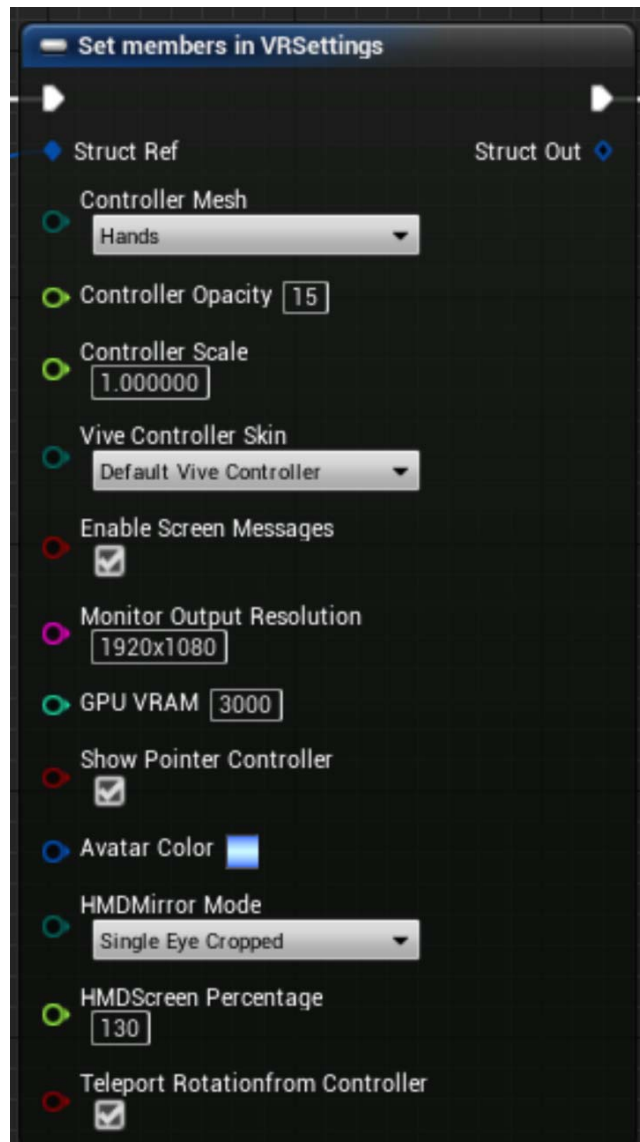 Set members in VRSettings
Struct Ref Struct Out
Controller Mesh
Hands
Controller Opacity 15
Controller Scale
1.000000
Vive Controller Skin
Default Vive Controller
Enable Screen Messages
Monitor Output Resolution
1920x1080
GPU VRAM 3000
Show Pointer Controller
Avatar Color
HMDMirror Mode
Single Eye Cropped
HMDScreen Percentage
130
Teleport Rotationfrom Controller